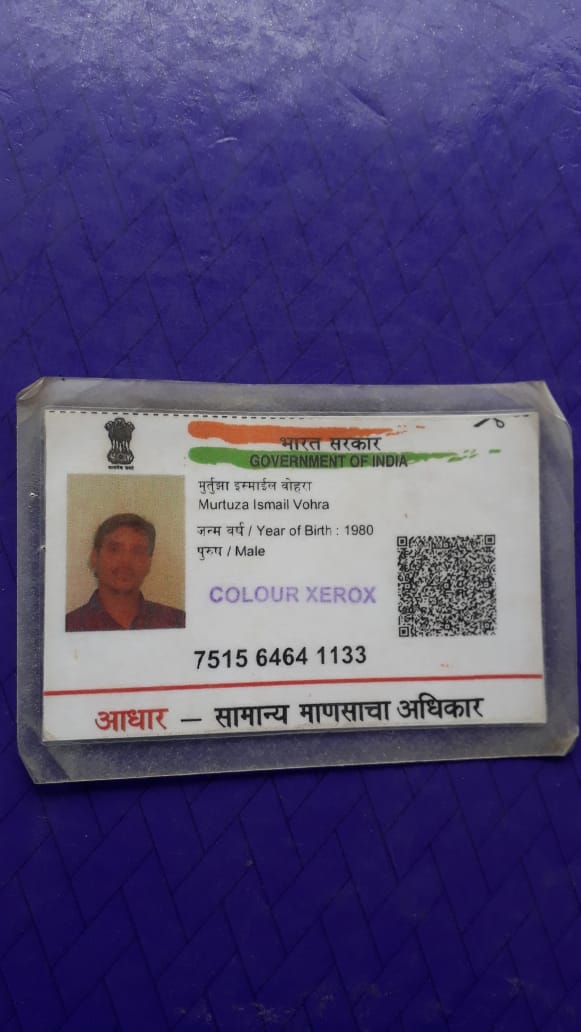 भारत सरकार
GOVERNMENT OF INDIA
मुर्तुझा इस्माईल वोहरा
Murtuza Ismail Vohra
जन्म वर्ष / Year of Birth : 1980
पुरुष / Male
COLOUR XEROX
7515 6464 1133
आधार — सामान्य माणसाचा अधिकार